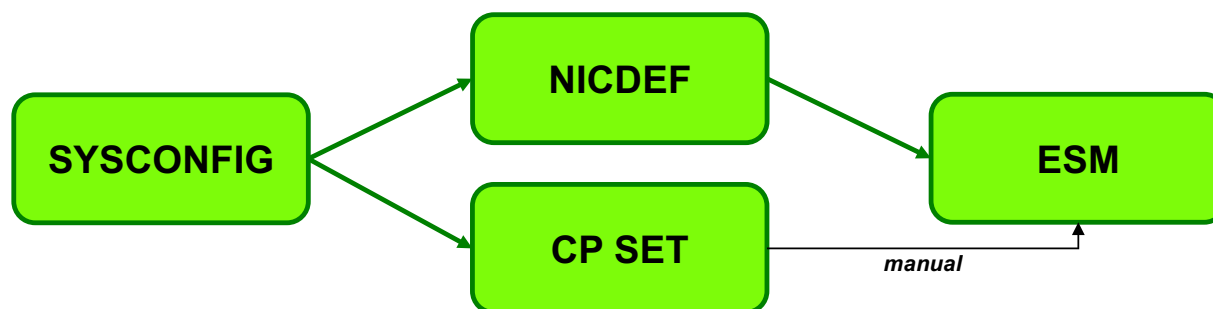 NICDEF
SYSCONFIG
ESM
CP SET
manual